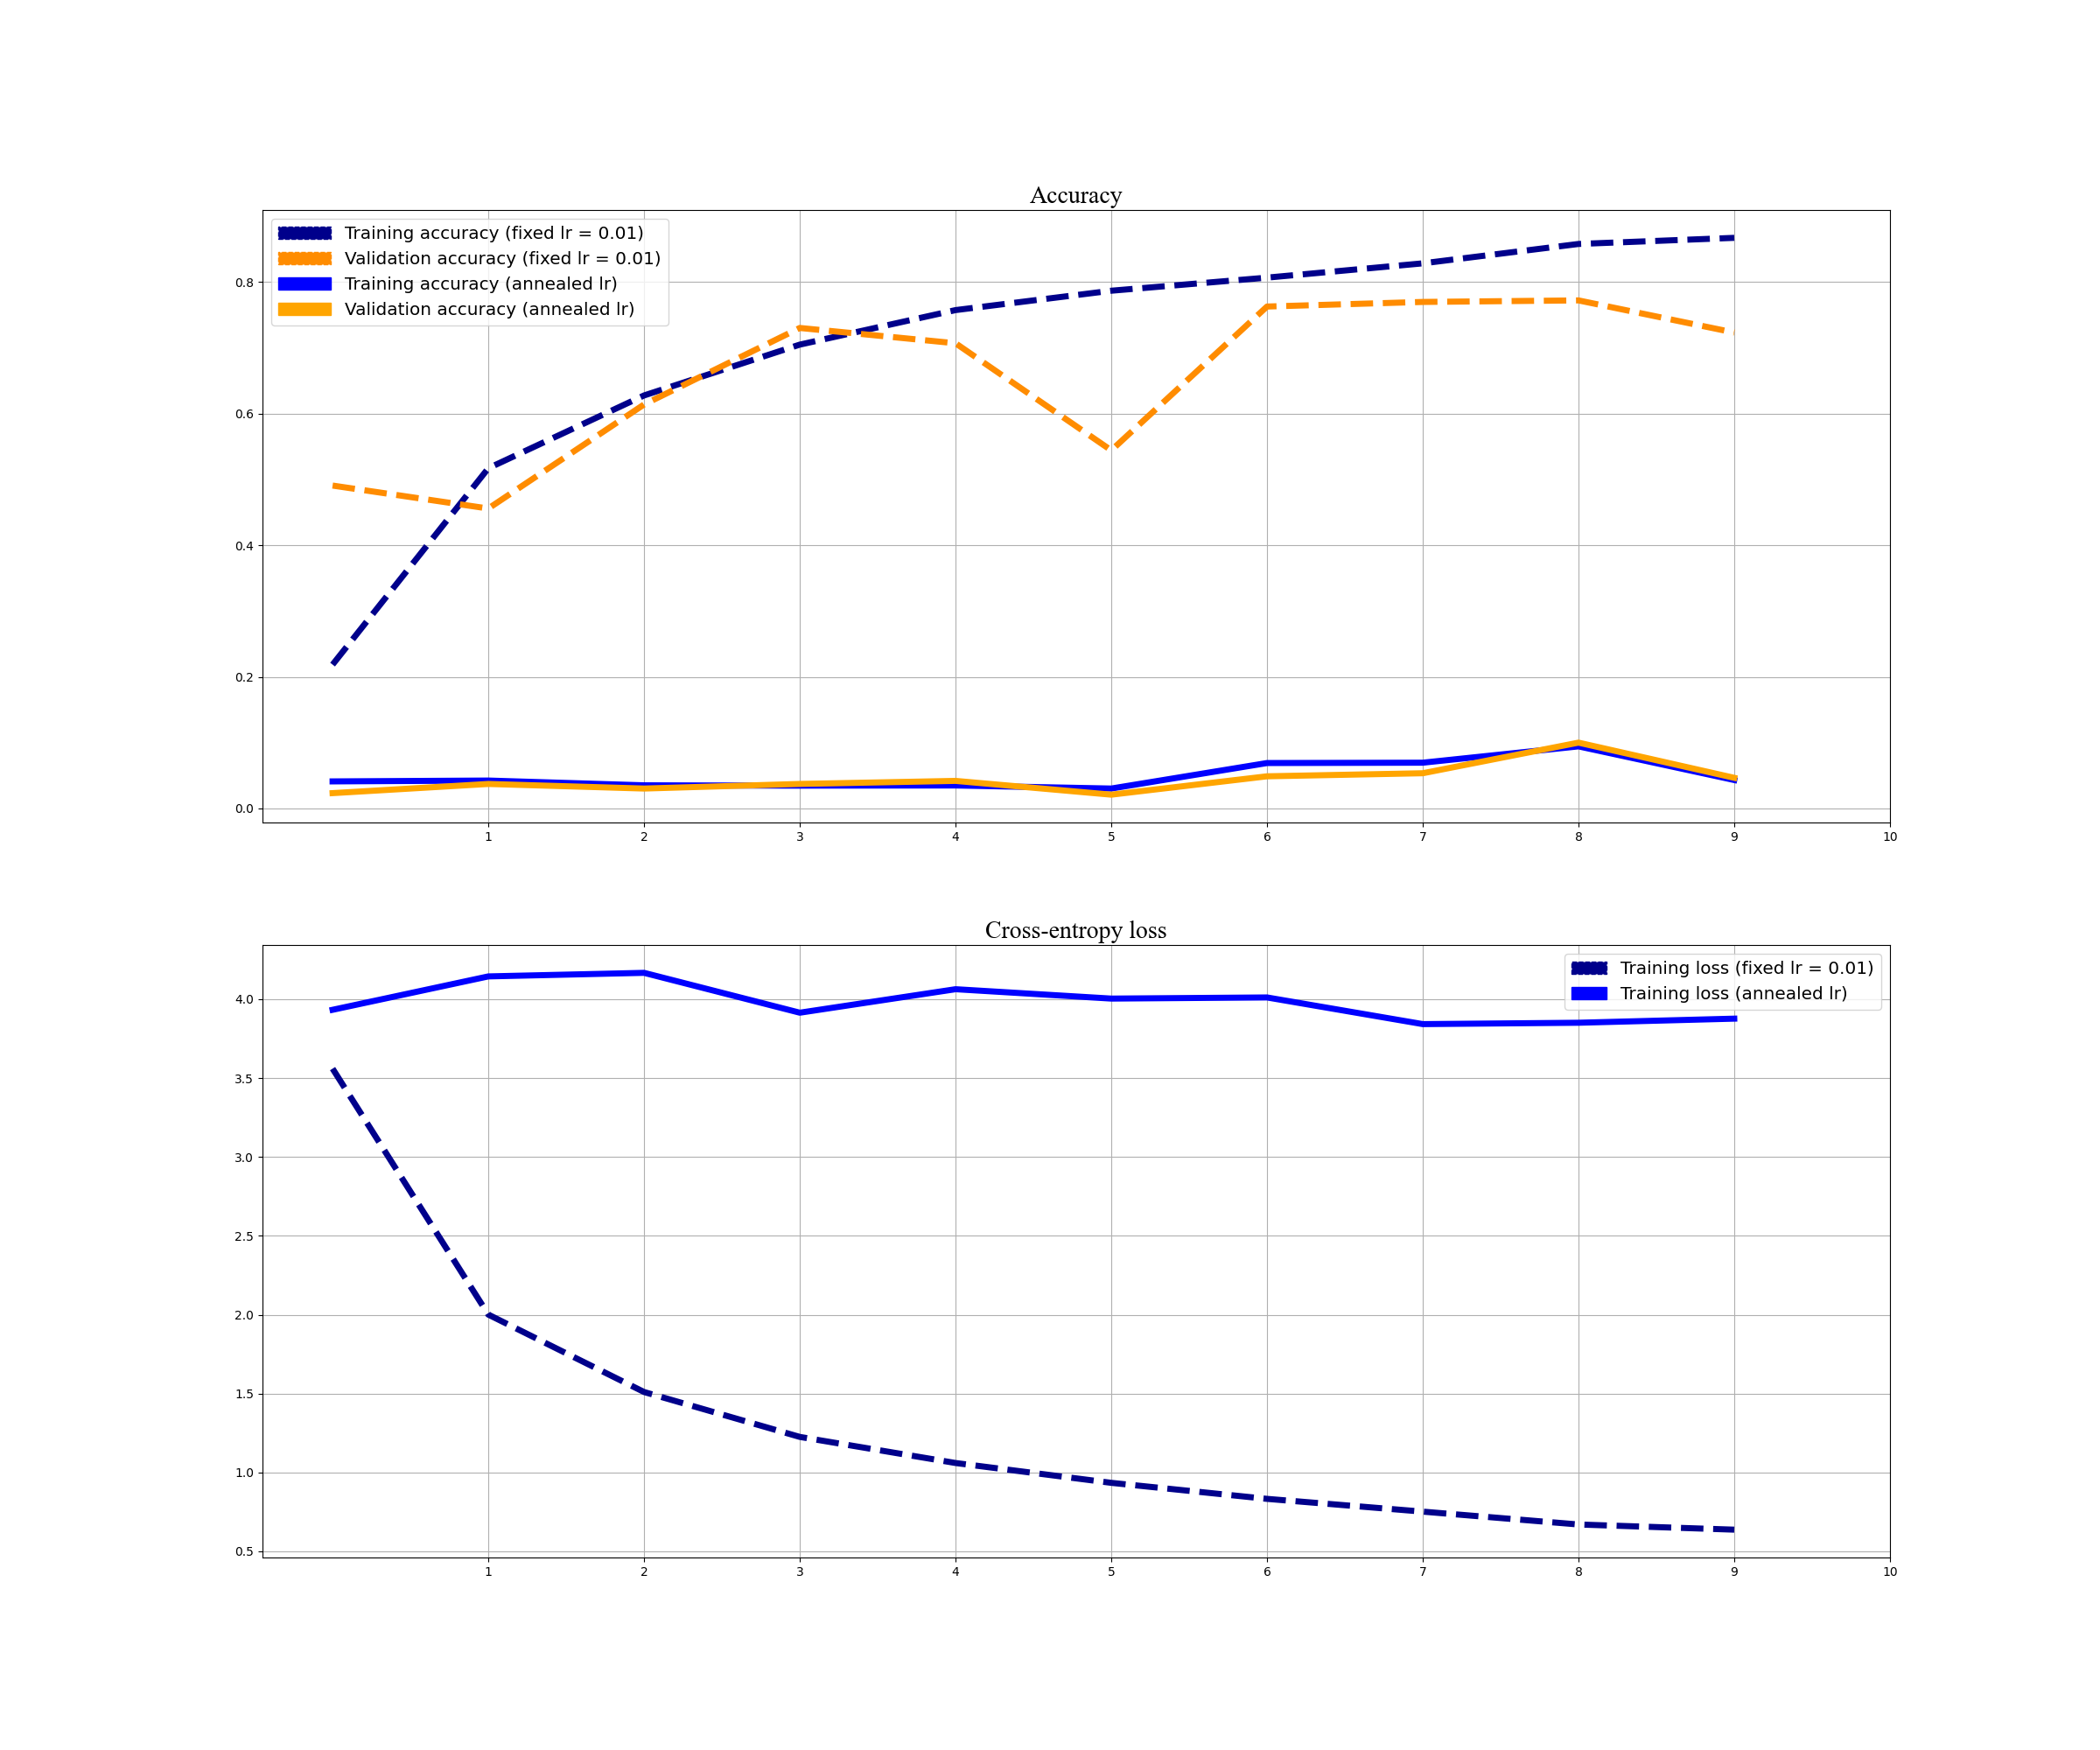 Accuracy
Training accuracy (fixed lr = 0.01)
Validation accuracy (fixed lr = 0.01)
Training accuracy (annealed lr)
Validation accuracy (annealed lr)
0.8
0.6
0.4
0.2
0.0
1 2 3 4 5 6 7 8 9 10
Cross-entropy loss
Training loss (fixed lr = 0.01)
Training loss (annealed lr)
4.0
3.5
3.0
2.5
2.0
1.5
1.0
0.5
1 2 3 4 5 6 7 8 9 10